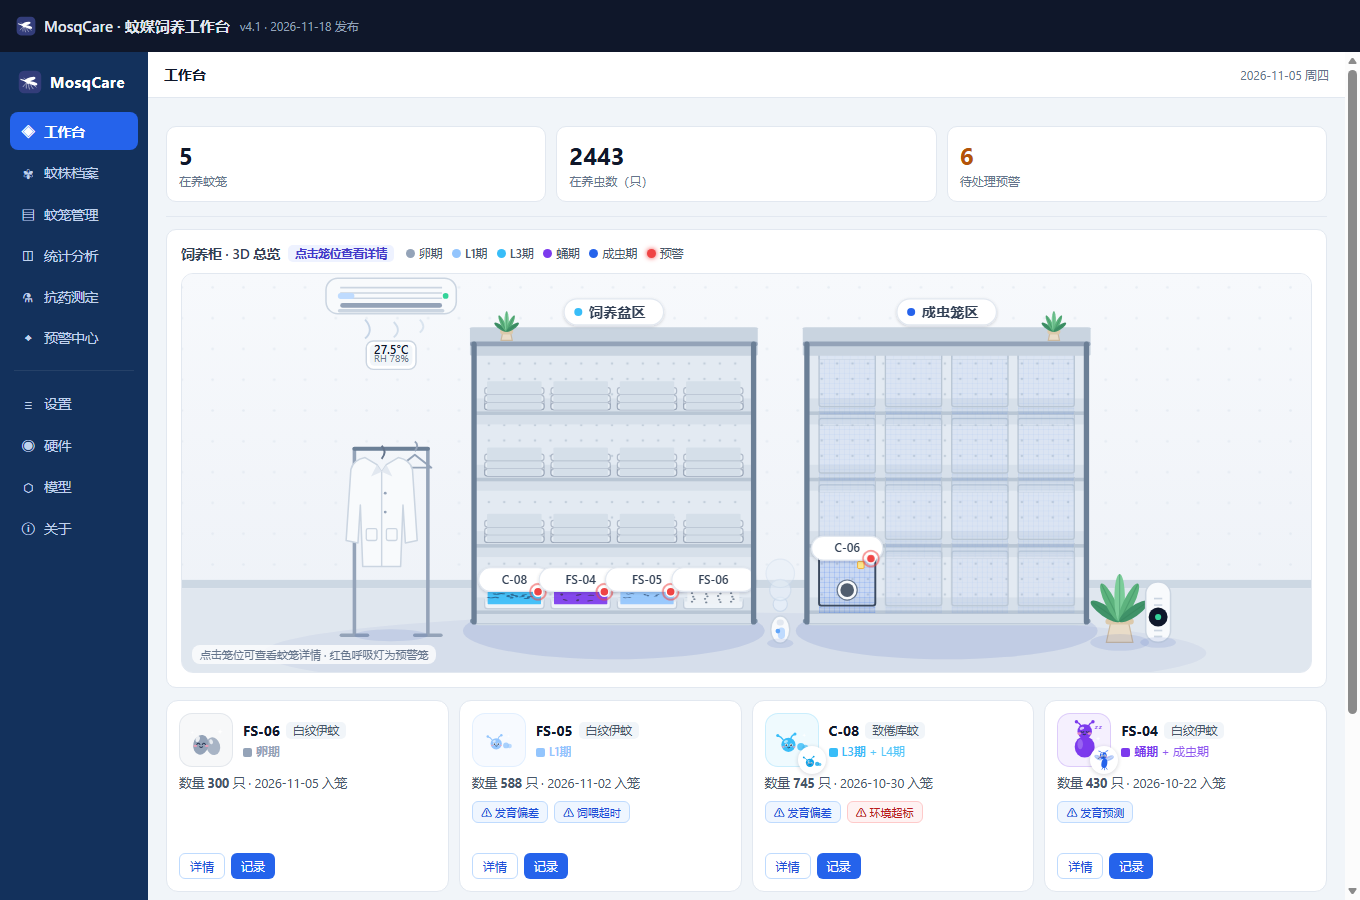 MosqCare · 蚊媒饲养工作台 v4.1 · 2026-11-18 发布
MosqCare
工作台
蚊株档案
蚊笼管理
统计分析
抗药测定
预警中心
设置
硬件
模型
关于
工作台
2026-11-05 周四
5
在养蚊笼
2443
在养虫数（只）
6
待处理预警
饲养柜 · 3D 总览 点击笼位查看详情 卵期 L1期 L3期 蛹期 成虫期 预警
27.5°C
RH 78%
饲养盆区
成虫笼区
C-06
C-08 FS-04 FS-05 FS-06
点击笼位可查看蚊笼详情 · 红色呼吸灯为预警笼
FS-06 白纹伊蚊
卵期
数量 300 只 · 2026-11-05 入笼
详情 记录
FS-05 白纹伊蚊
L1期
数量 588 只 · 2026-11-02 入笼
⚠ 发育偏差 ⚠ 饲喂超时
详情 记录
C-08 致倦库蚊
L3期 + L4期
数量 745 只 · 2026-10-30 入笼
⚠ 发育偏差 ⚠ 环境超标
详情 记录
FS-04 白纹伊蚊
蛹期 + 成虫期
数量 430 只 · 2026-10-22 入笼
⚠ 发育预测
详情 记录